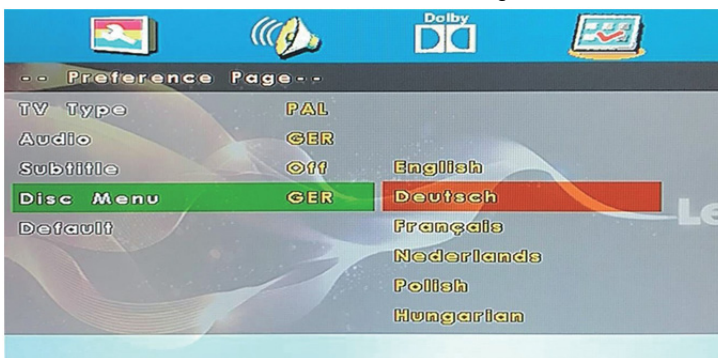 Dolby
-- Preference Page--
TV Type PAL
Audio GER
Subtitle Off English
Disc Menu GER Deutsch
Default Français
Le
Nederlands
Polish
Hungarian